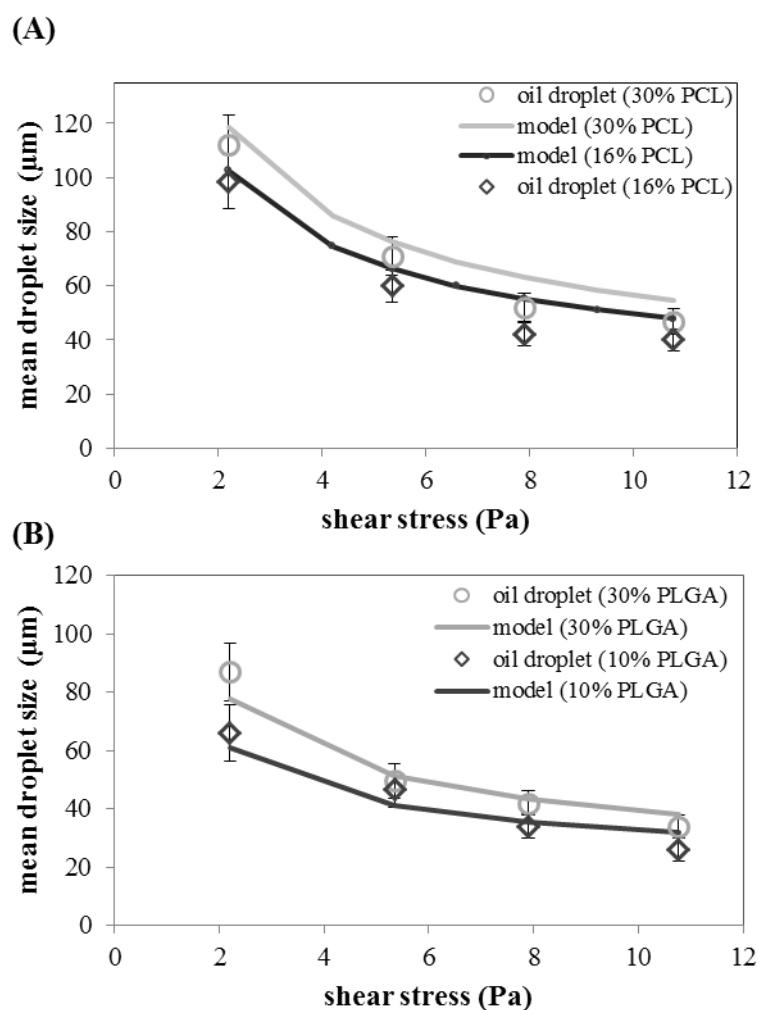 (A)
oil droplet (30% PCL)
model (30% PCL)
model (16% PCL)
oil droplet (16% PCL)
mean droplet size (µm)
120
100
80
60
40
20
0
0 2 4 6 8 10 12
shear stress (Pa)
(B)
oil droplet (30% PLGA)
model (30% PLGA)
oil droplet (10% PLGA)
model (10% PLGA)
mean droplet size (µm)
120
100
80
60
40
20
0
0 2 4 6 8 10 12
shear stress (Pa)